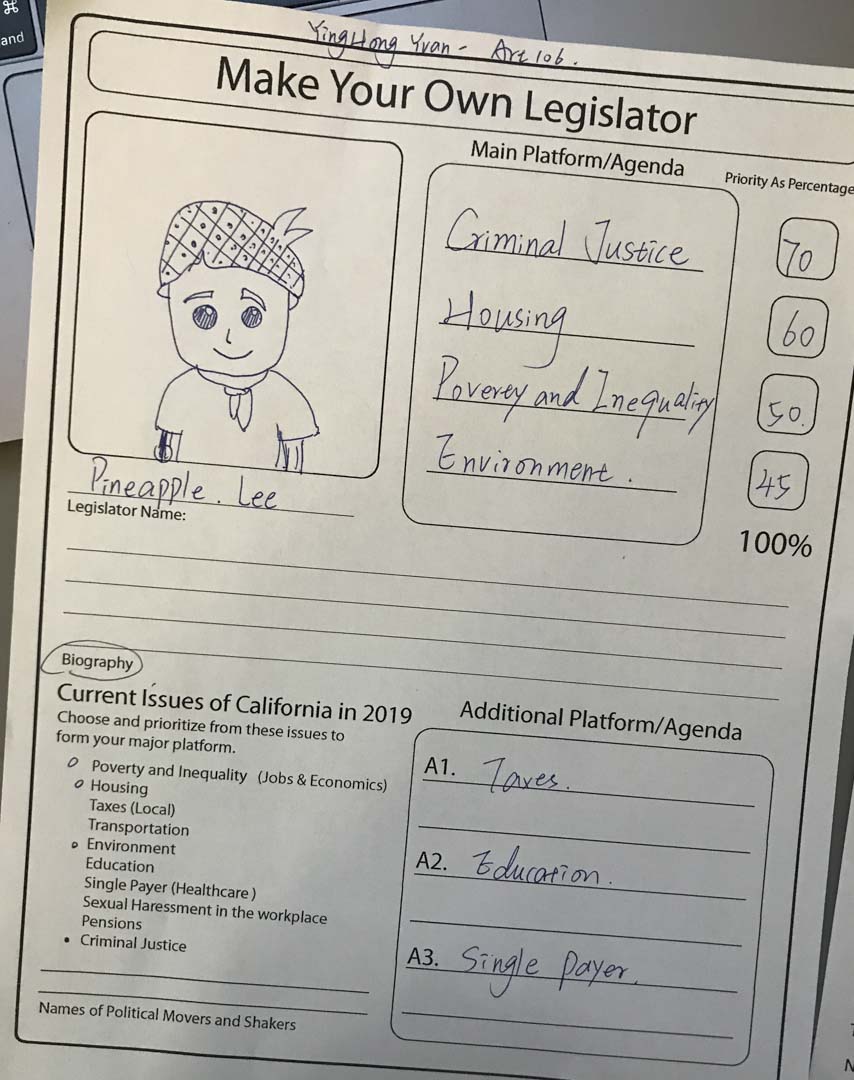 ⌘
and
YingHong Yuan - Art 106.
Make Your Own Legislator
Main Platform/Agenda
Priority As Percentage
Criminal Justice
70
Housing
60
Poverey and Inequality
50.
Environment.
45
100%
Pineapple. Lee
Legislator Name:
Biography
Current Issues of California in 2019
Choose and prioritize from these issues to
form your major platform.
Poverty and Inequality (Jobs & Economics)
Housing
Taxes (Local)
Transportation
Environment
Education
Single Payer (Healthcare )
Sexual Haressment in the workplace
Pensions
• Criminal Justice
Names of Political Movers and Shakers
Additional Platform/Agenda
A1. Taxes.
A2. Education.
A3. Single Payer.
N